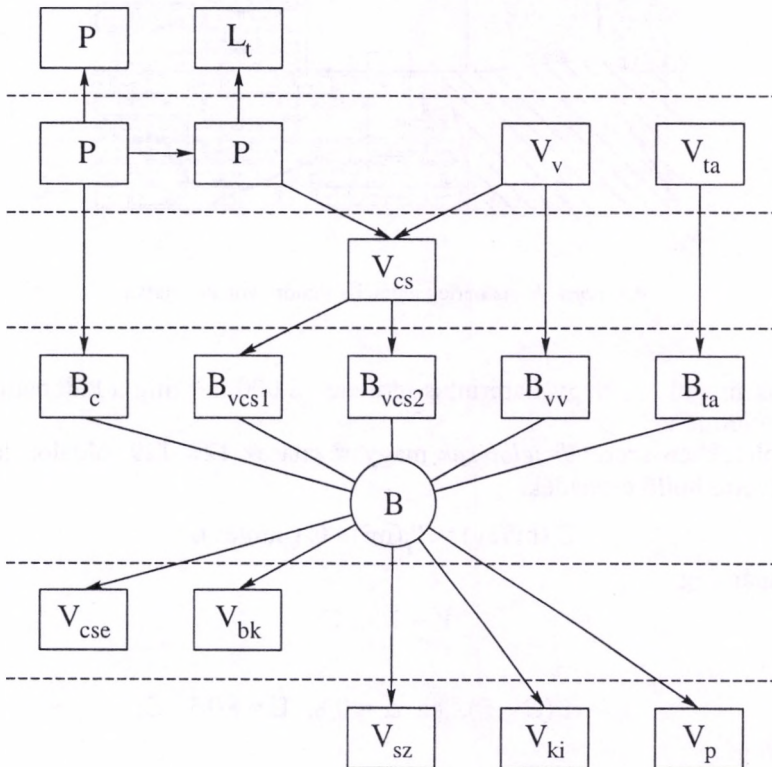 P L_t
P P V_v V_ta
V_cs
B_c B_vcs1 B_vcs2 B_vv B_ta
B
V_cse V_bk
V_sz V_ki V_p